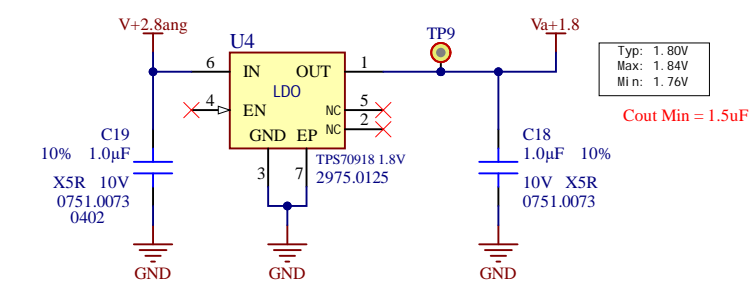 V+2.8ang
U4
TP9
Va+1.8
6
IN
OUT
1
LDO
4
EN
NC
5
NC
2
GND
EP
3
7
TPS70918 1.8V
2975.0125
C19
10%
1.0µF
X5R
10V
0751.0073
0402
C18
1.0µF
10%
10V
X5R
0751.0073
Typ: 1.80V
Max: 1.84V
Min: 1.76V
Cout Min = 1.5uF
GND
GND
GND